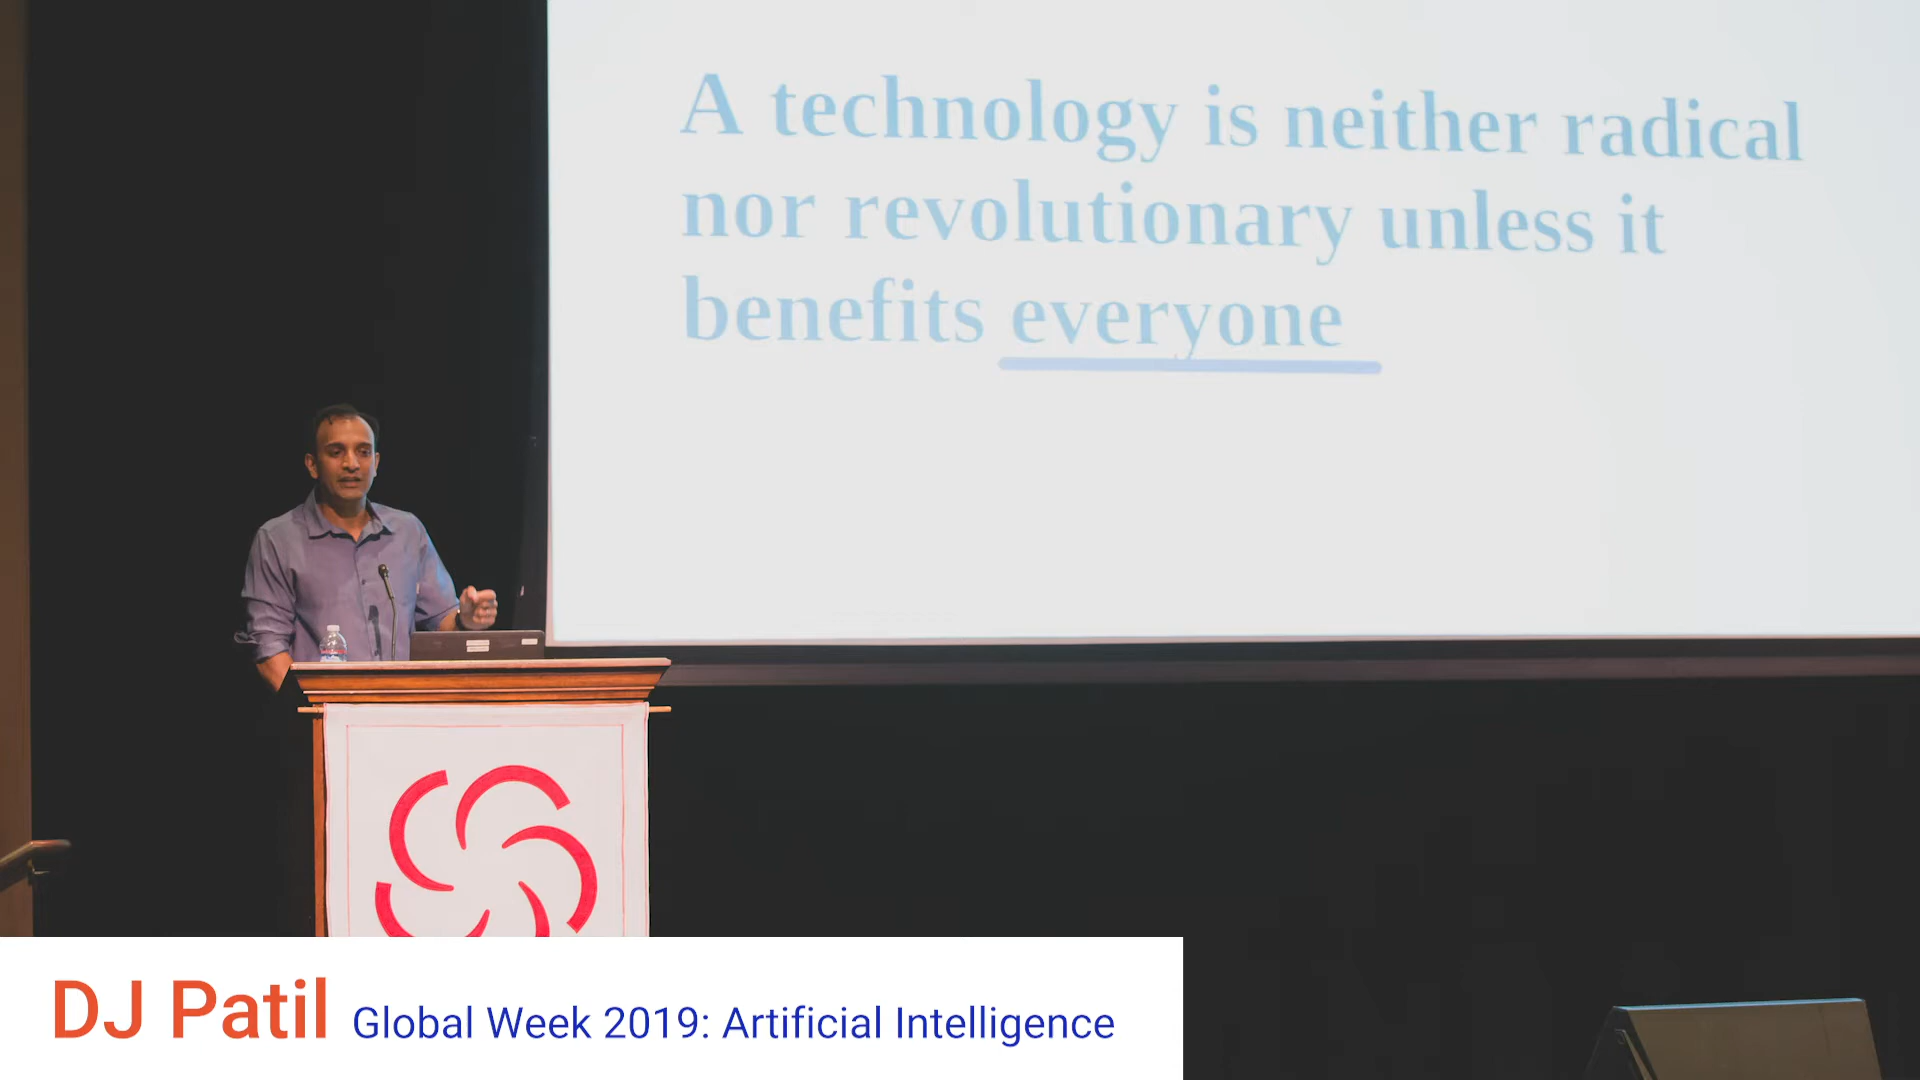 A technology is neither radical
nor revolutionary unless it
benefits everyone
DJ Patil Global Week 2019: Artificial Intelligence